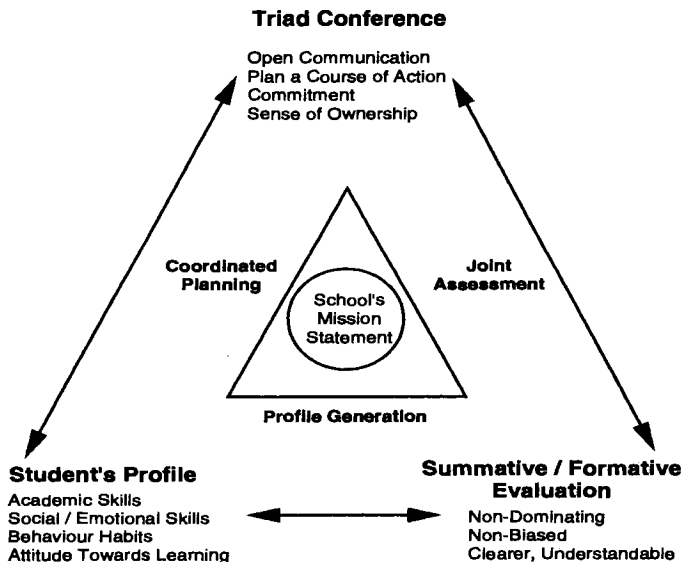 Triad Conference
Open Communication
Plan a Course of Action
Commitment
Sense of Ownership
Coordinated
Planning
Joint
Assessment
School's
Mission
Statement
Profile Generation
Student's Profile
Academic Skills
Social / Emotional Skills
Behaviour Habits
Attitude Towards Learning
Summative / Formative
Evaluation
Non-Dominating
Non-Biased
Clearer, Understandable